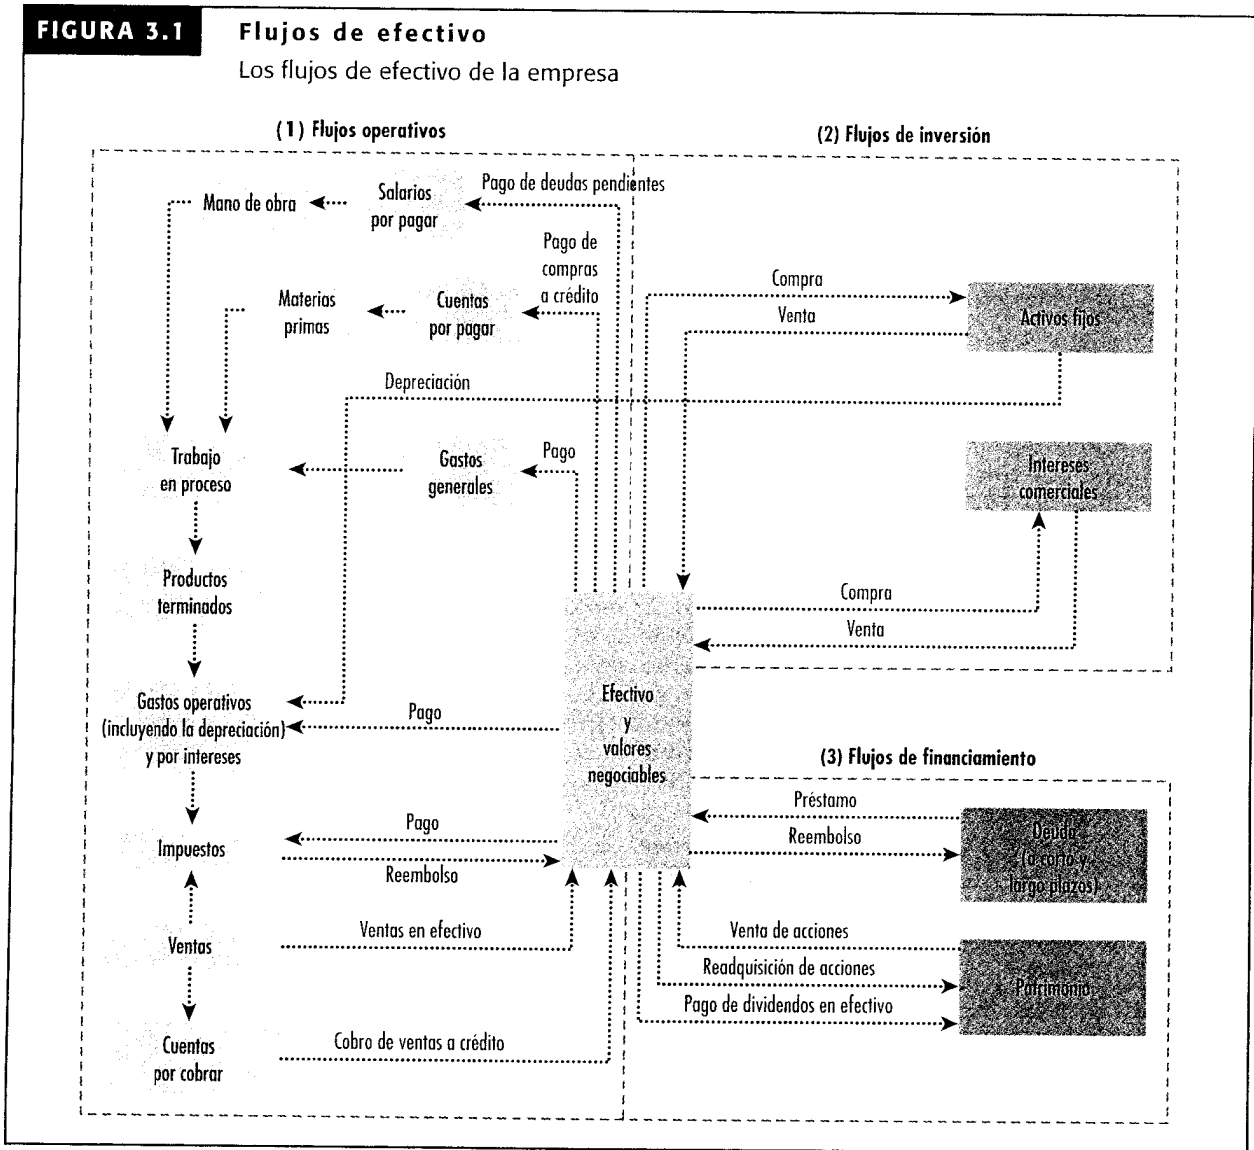 FIGURA 3.1
Flujos de efectivo
Los flujos de efectivo de la empresa
(1) Flujos operativos
(2) Flujos de inversión
Mano de obra
Salarios
por pagar
Pago de deudas pendientes
Pago de
compras
a crédito
Materias
primas
Cuentas
por pagar
Compra
Venta
Activos fijos
Depreciación
Trabajo
en proceso
Gastos
generales
Pago
Intereses
comerciales
Productos
terminados
Compra
Venta
Gastos operativos
(incluyendo la depreciación)
y por intereses
Pago
Efectivo
y
valores
negociables
(3) Flujos de financiamiento
Impuestos
Pago
Reembolso
Préstamo
Reembolso
Deuda
(a corto y
largo plazos)
Ventas
Ventas en efectivo
Venta de acciones
Readquisición de acciones
Pago de dividendos en efectivo
Patrimonio
Cuentas
por cobrar
Cobro de ventas a crédito